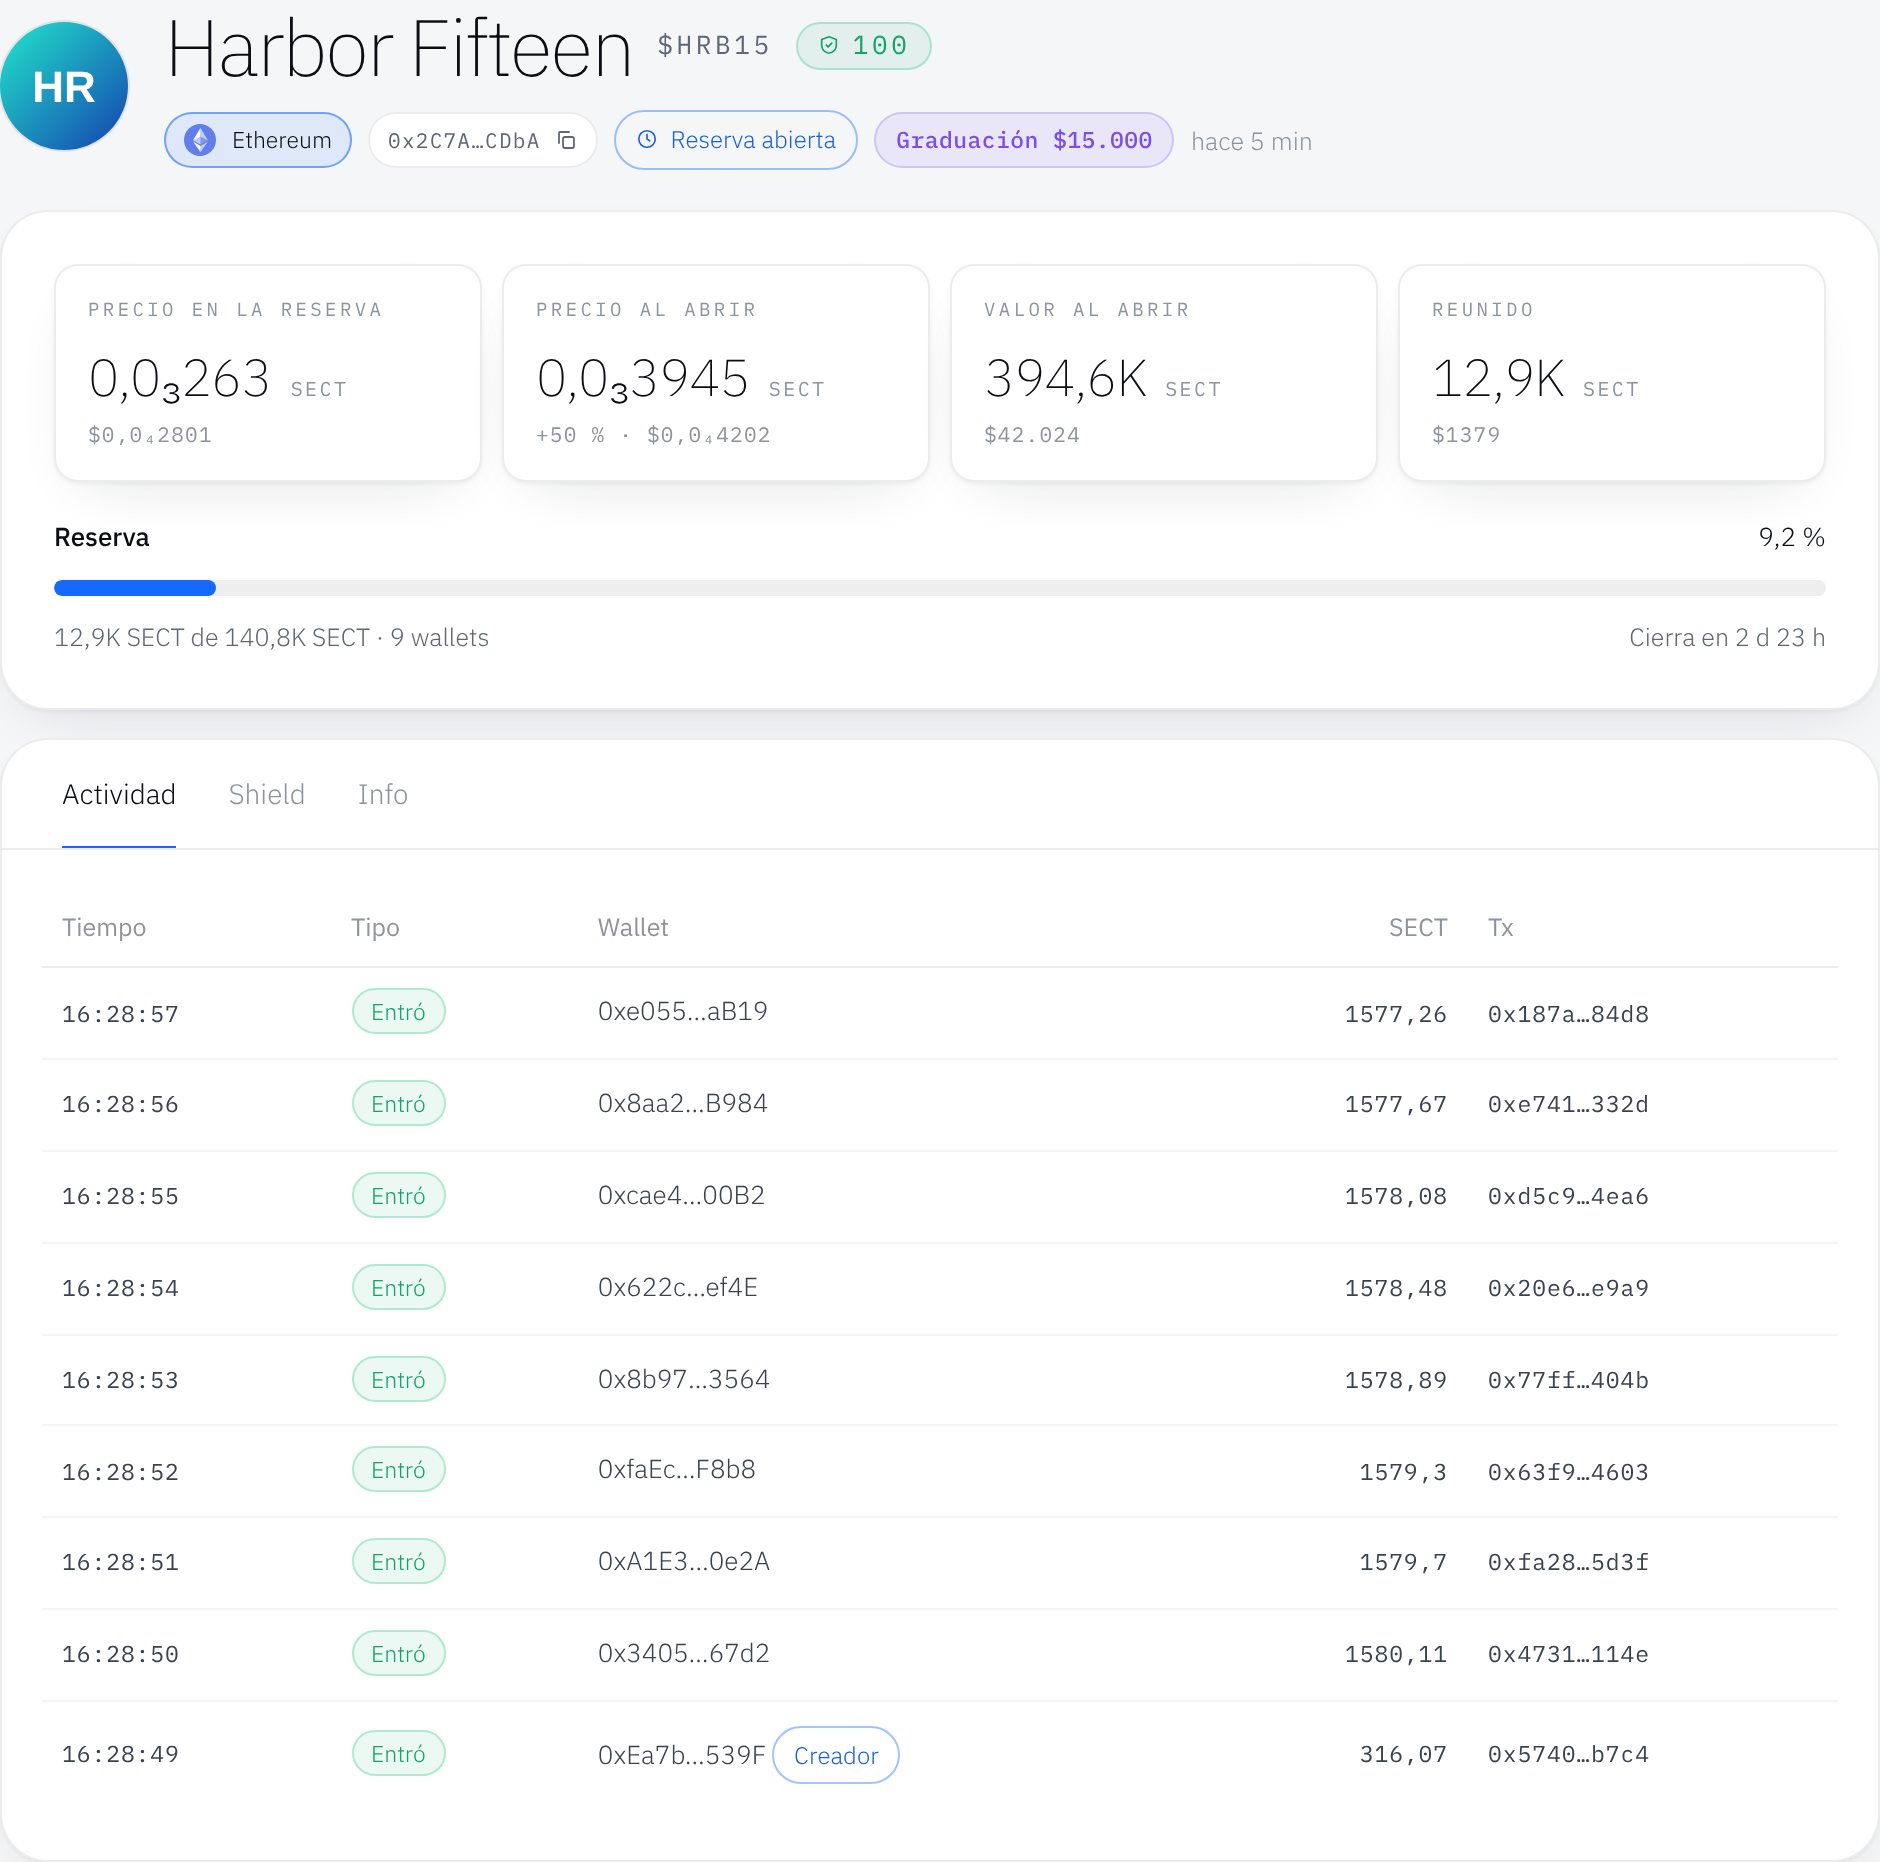 HR
Harbor Fifteen $HRB15 100
Ethereum 0x2C7A…CDbA Reserva abierta Graduación $15.000 hace 5 min
PRECIO EN LA RESERVA
0,0₃263 SECT
$0,0₄2801
PRECIO AL ABRIR
0,0₃3945 SECT
+50 % · $0,0₄4202
VALOR AL ABRIR
394,6K SECT
$42.024
REUNIDO
12,9K SECT
$1379
Reserva 9,2 %
12,9K SECT de 140,8K SECT · 9 wallets Cierra en 2 d 23 h
Actividad Shield Info
Tiempo Tipo Wallet SECT Tx
16:28:57 Entró 0xe055…aB19 1577,26 0x187a…84d8
16:28:56 Entró 0x8aa2…B984 1577,67 0xe741…332d
16:28:55 Entró 0xcae4…00B2 1578,08 0xd5c9…4ea6
16:28:54 Entró 0x622c…ef4E 1578,48 0x20e6…e9a9
16:28:53 Entró 0x8b97…3564 1578,89 0x77ff…404b
16:28:52 Entró 0xfaEc…F8b8 1579,3 0x63f9…4603
16:28:51 Entró 0xA1E3…0e2A 1579,7 0xfa28…5d3f
16:28:50 Entró 0x3405…67d2 1580,11 0x4731…114e
16:28:49 Entró 0xEa7b…539F Creador 316,07 0x5740…b7c4